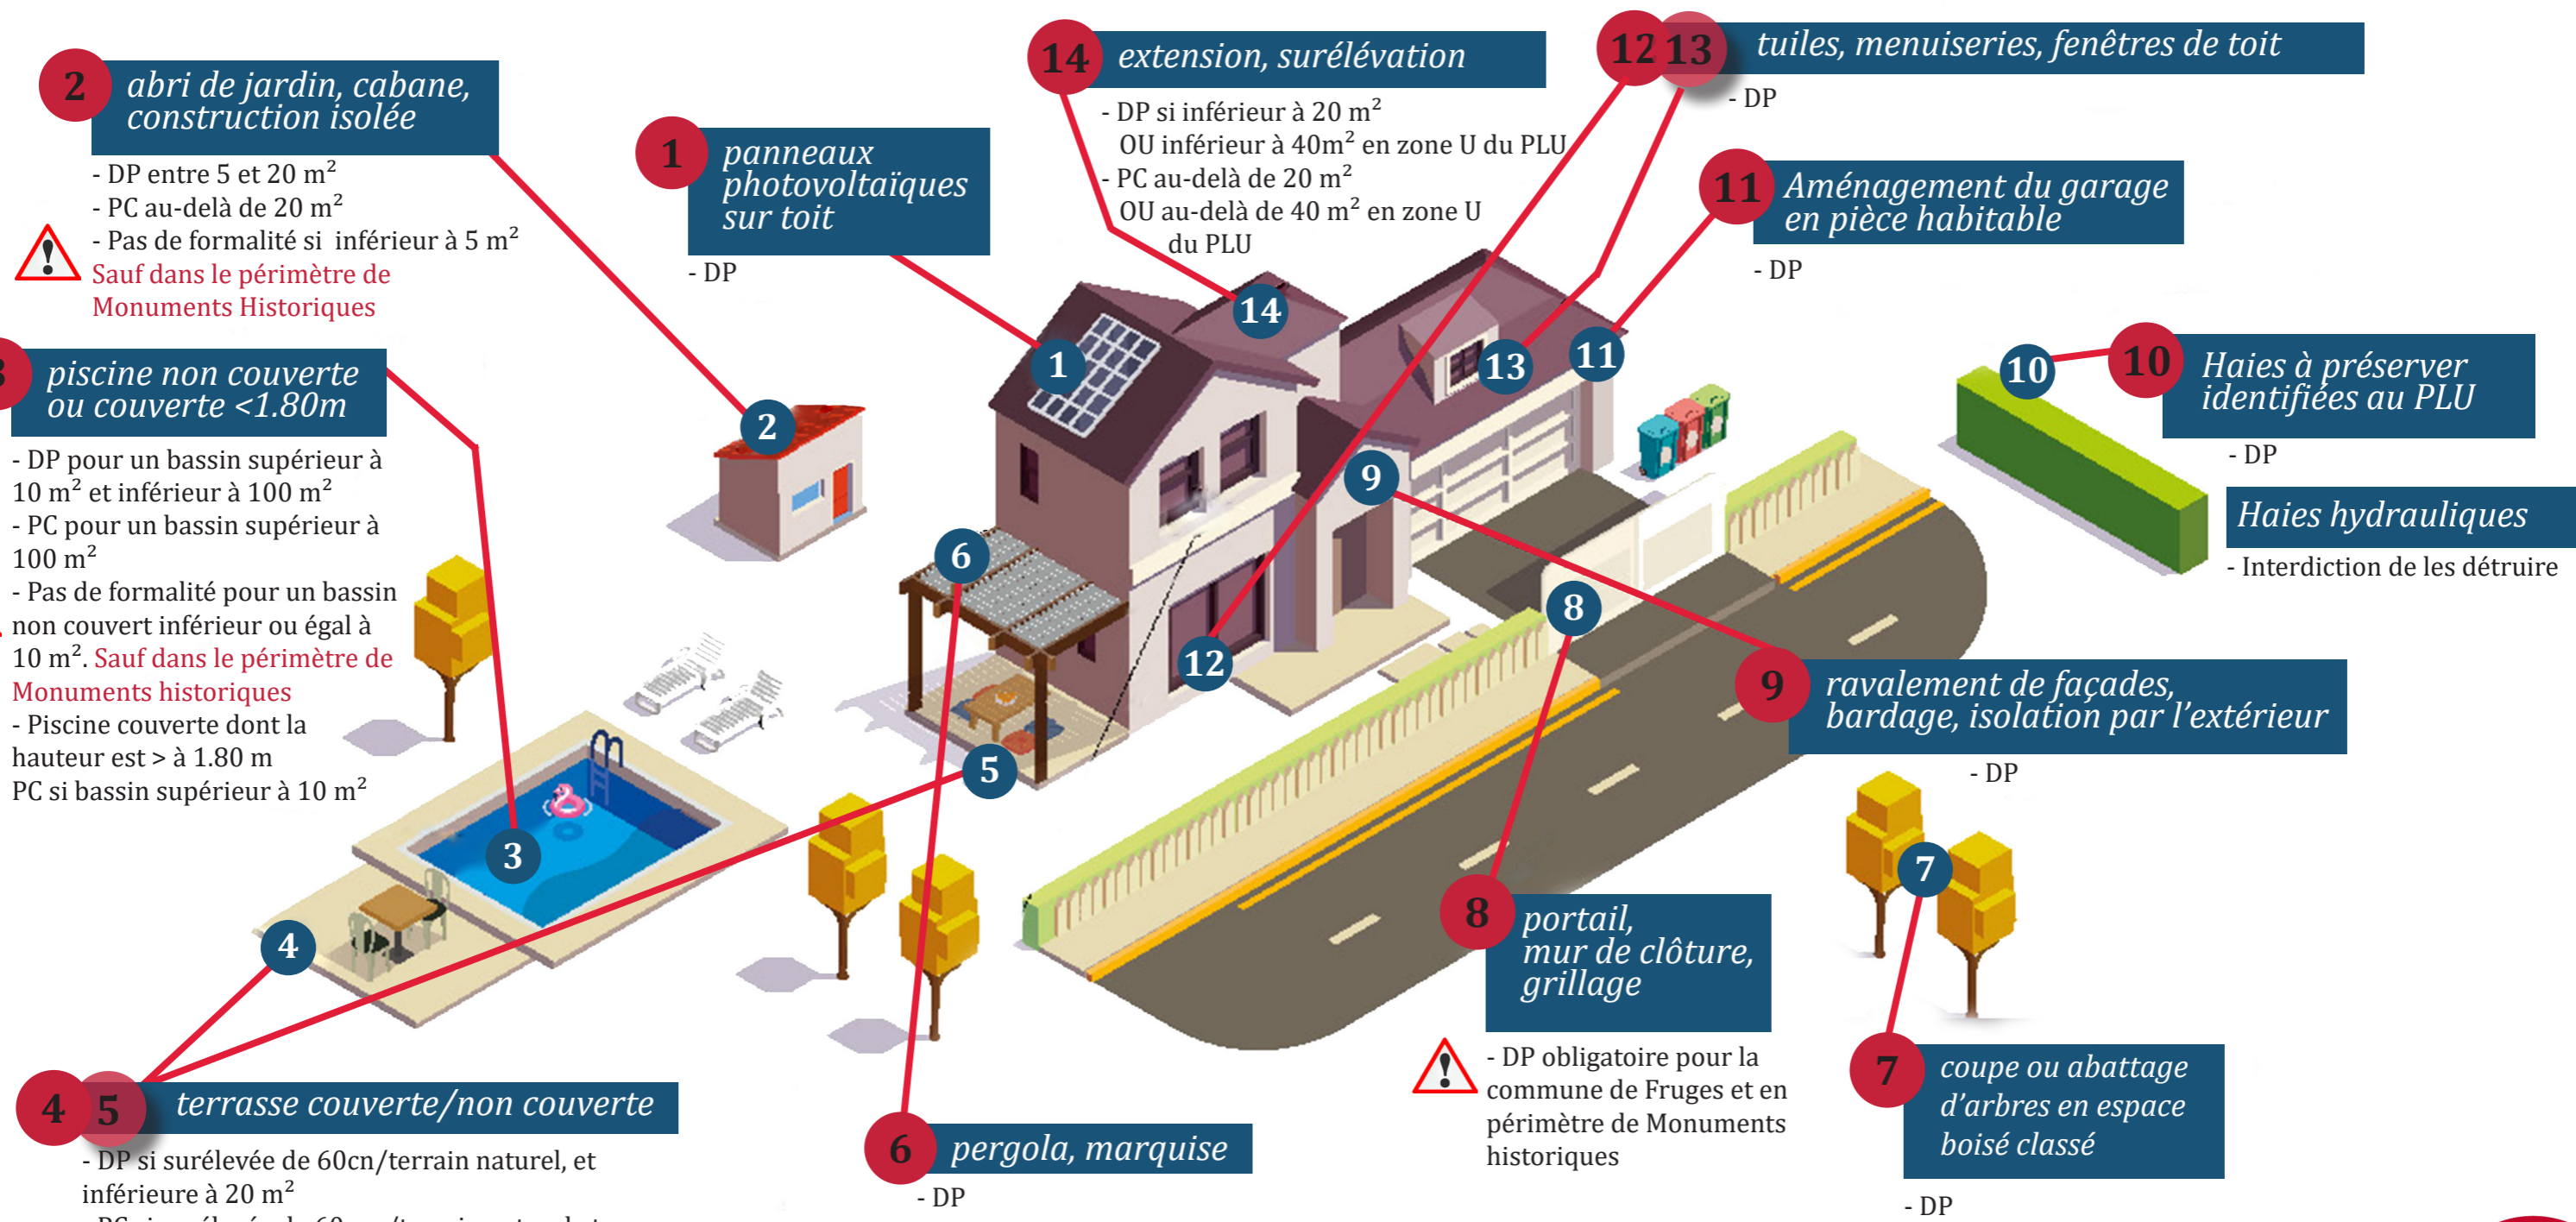 2
abri de jardin, cabane,
construction isolée
- DP entre 5 et 20 m²
- PC au-delà de 20 m²
- Pas de formalité si inférieur à 5 m²
Sauf dans le périmètre de
Monuments Historiques
1
panneaux
photovoltaïques
sur toit
- DP
14
extension, surélévation
- DP si inférieur à 20 m²
OU inférieur à 40m² en zone U du PLU
- PC au-delà de 20 m²
OU au-delà de 40 m² en zone U
du PLU
12 13
tuiles, menuiseries, fenêtres de toit
- DP
11
Aménagement du garage
en pièce habitable
- DP
10
Haies à préserver
identifiées au PLU
- DP
Haies hydrauliques
- Interdiction de les détruire
3
piscine non couverte
ou couverte <1.80m
- DP pour un bassin supérieur à
10 m² et inférieur à 100 m²
- PC pour un bassin supérieur à
100 m²
- Pas de formalité pour un bassin
non couvert inférieur ou égal à
10 m². Sauf dans le périmètre de
Monuments historiques
- Piscine couverte dont la
hauteur est > à 1.80 m
PC si bassin supérieur à 10 m²
14
1
13
11
10
2
9
6
8
12
5
3
4
7
9
ravalement de façades,
bardage, isolation par l'extérieur
- DP
8
portail,
mur de clôture,
grillage
- DP obligatoire pour la
commune de Fruges et en
périmètre de Monuments
historiques
7
coupe ou abattage
d'arbres en espace
boisé classé
- DP
4 5
terrasse couverte/non couverte
- DP si surélevée de 60cn/terrain naturel, et
inférieure à 20 m²
6
pergola, marquise
- DP